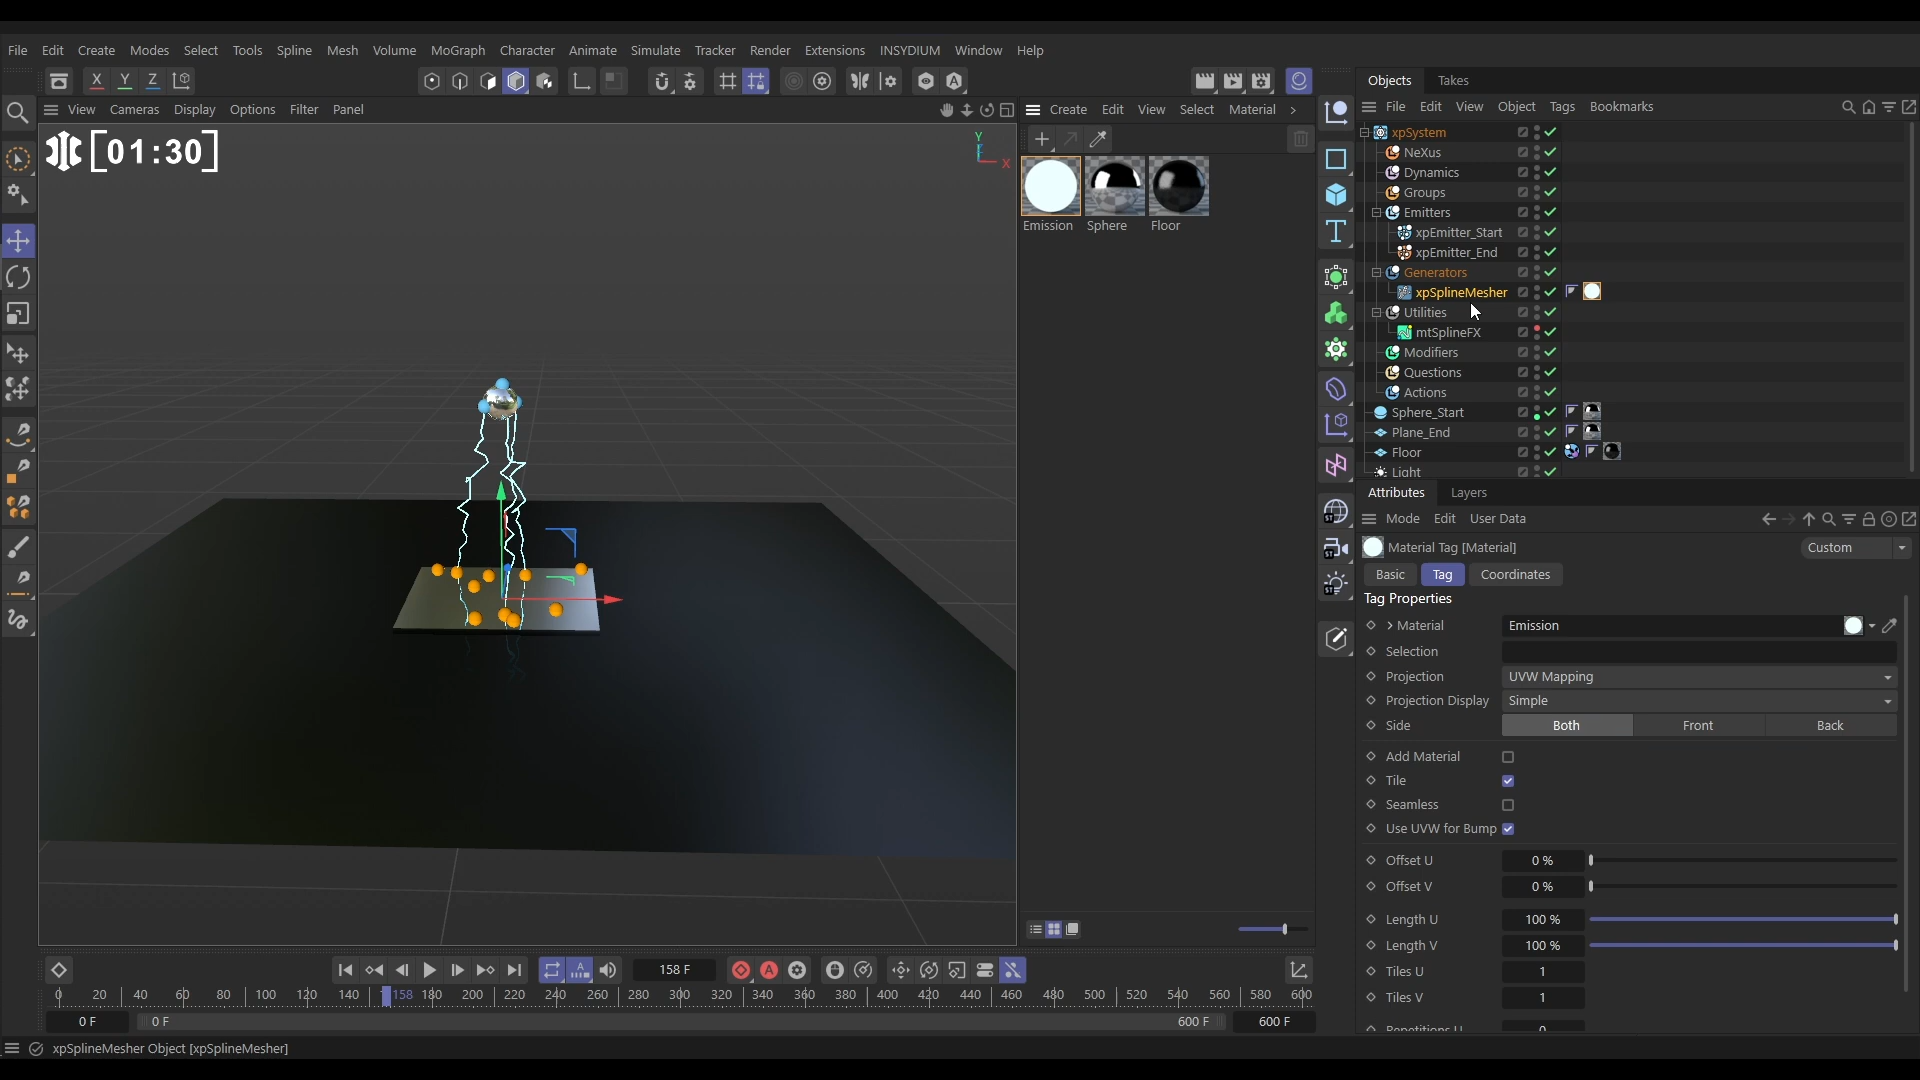 File Edit Create Modes Select Tools Spline Mesh Volume MoGraph Character Animate Simulate Tracker Render Extensions INSYDIUM Window Help
X Y Z
View Cameras Display Options Filter Panel
[01:30]
Y
X
Create Edit View Select Material >
Emission Sphere Floor
Objects Takes
File Edit View Object Tags Bookmarks
xpSystem
NeXus
Dynamics
Groups
Emitters
xpEmitter_Start
xpEmitter_End
Generators
xpSplineMesher
Utilities
mtSplineFX
Modifiers
Questions
Actions
Sphere_Start
Plane_End
Floor
Light
Attributes Layers
Mode Edit User Data
Material Tag [Material] Custom
Basic Tag Coordinates
Tag Properties
Material Emission
Selection
Projection UVW Mapping
Projection Display Simple
Side Both Front Back
Add Material
Tile
Seamless
Use UVW for Bump
Offset U 0 %
Offset V 0 %
Length U 100 %
Length V 100 %
Tiles U 1
Tiles V 1
Repetitions U 0
158 F
0 20 40 60 80 100 120 140 158 180 200 220 240 260 280 300 320 340 360 380 400 420 440 460 480 500 520 540 560 580 600
0 F 0 F 600 F 600 F
xpSplineMesher Object [xpSplineMesher]